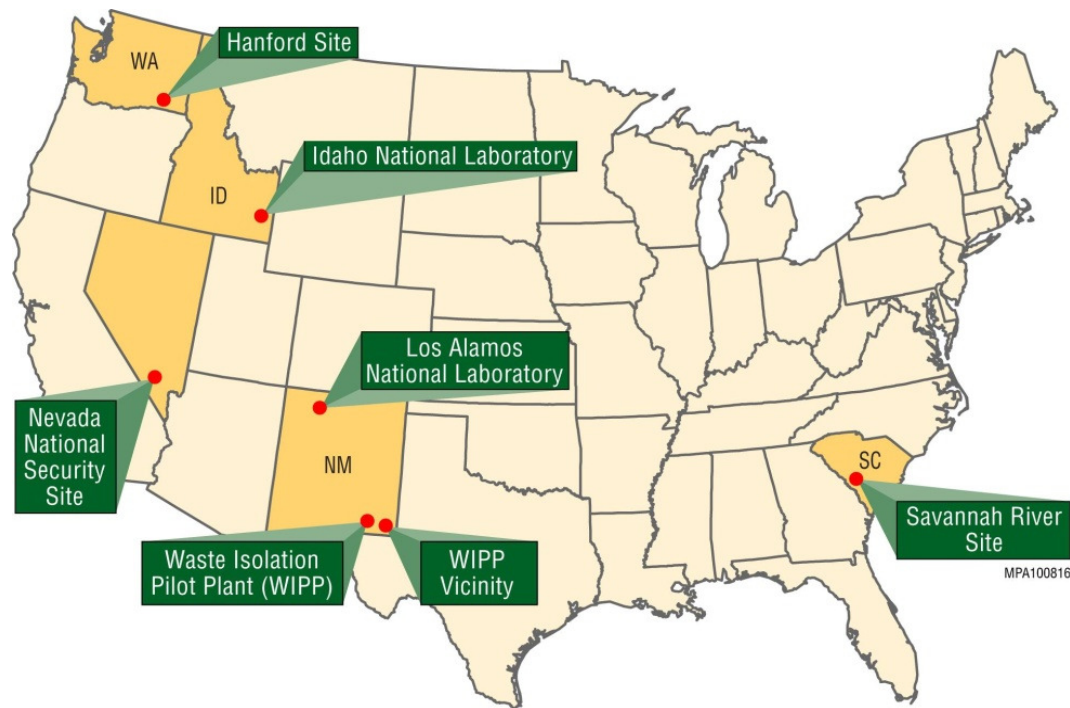 Hanford Site
WA
Idaho National Laboratory
ID
Los Alamos
National Laboratory
Nevada
National
Security
Site
NM
SC
Savannah River
Site
Waste Isolation
Pilot Plant (WIPP)
WIPP
Vicinity
MPA100816